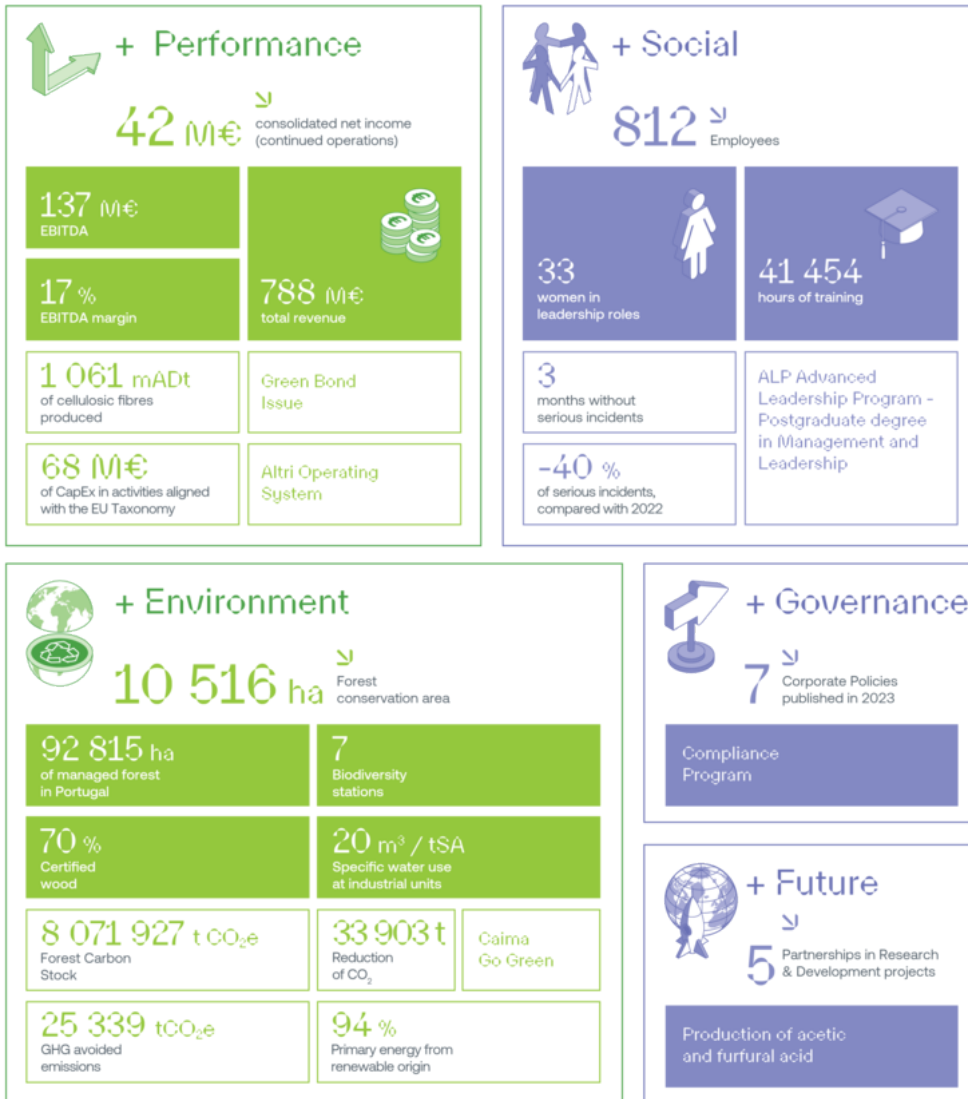 + Performance
42 M€
consolidated net income
(continued operations)
137 M€
EBITDA
17 %
EBITDA margin
788 M€
total revenue
1 061 mADt
of cellulosic fibres
produced
Green Bond
Issue
68 M€
of CapEx in activities aligned
with the EU Taxonomy
Altri Operating
System
+ Social
812
Employees
33
women in
leadership roles
41 454
hours of training
3
months without
serious incidents
-40 %
of serious incidents,
compared with 2022
ALP Advanced
Leadership Program -
Postgraduate degree
in Management and
Leadership
+ Environment
10 516 ha
Forest
conservation area
92 815 ha
of managed forest
in Portugal
7
Biodiversity
stations
70 %
Certified
wood
20 m³ / tSA
Specific water use
at industrial units
8 071 927 t CO₂e
Forest Carbon
Stock
33 903 t
Reduction
of CO₂
Caima
Go Green
25 339 tCO₂e
GHG avoided
emissions
94 %
Primary energy from
renewable origin
+ Governance
7
Corporate Policies
published in 2023
Compliance
Program
+ Future
5
Partnerships in Research
& Development projects
Production of acetic
and furfural acid